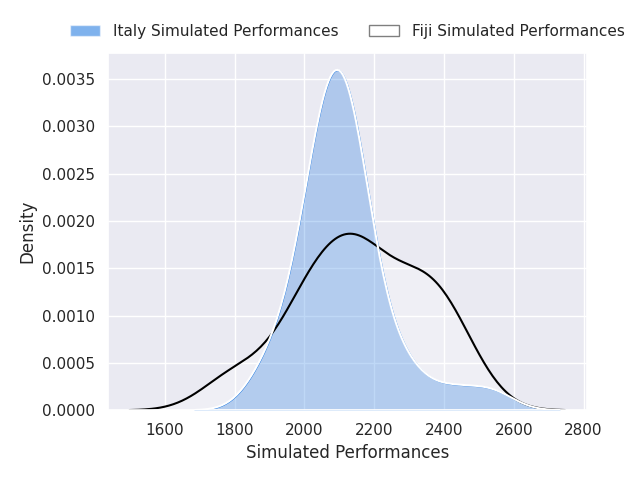 Italy Simulated Performances Fiji Simulated Performances
0.0035
0.0030
0.0025
0.0020
0.0015
0.0010
0.0005
0.0000
Density
1600 1800 2000 2200 2400 2600 2800
Simulated Performances